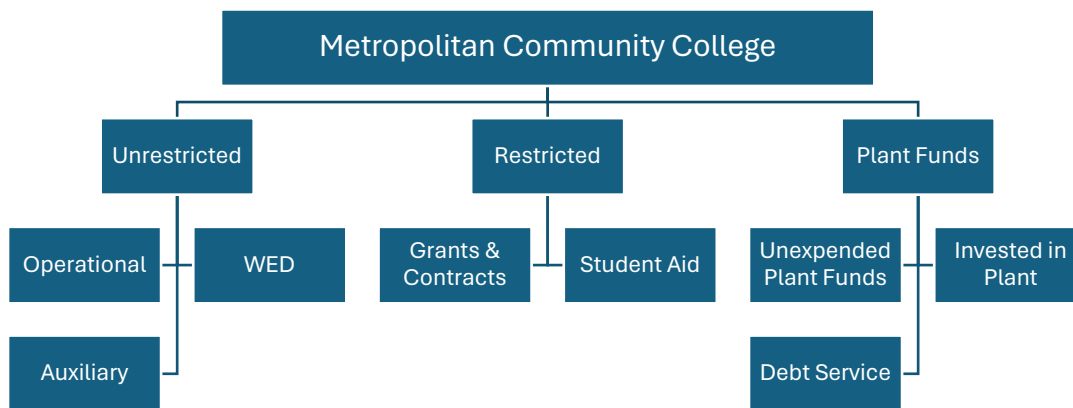 Metropolitan Community College
Unrestricted
Restricted
Plant Funds
Operational
WED
Grants &
Contracts
Student Aid
Unexpended
Plant Funds
Invested in
Plant
Auxiliary
Debt Service